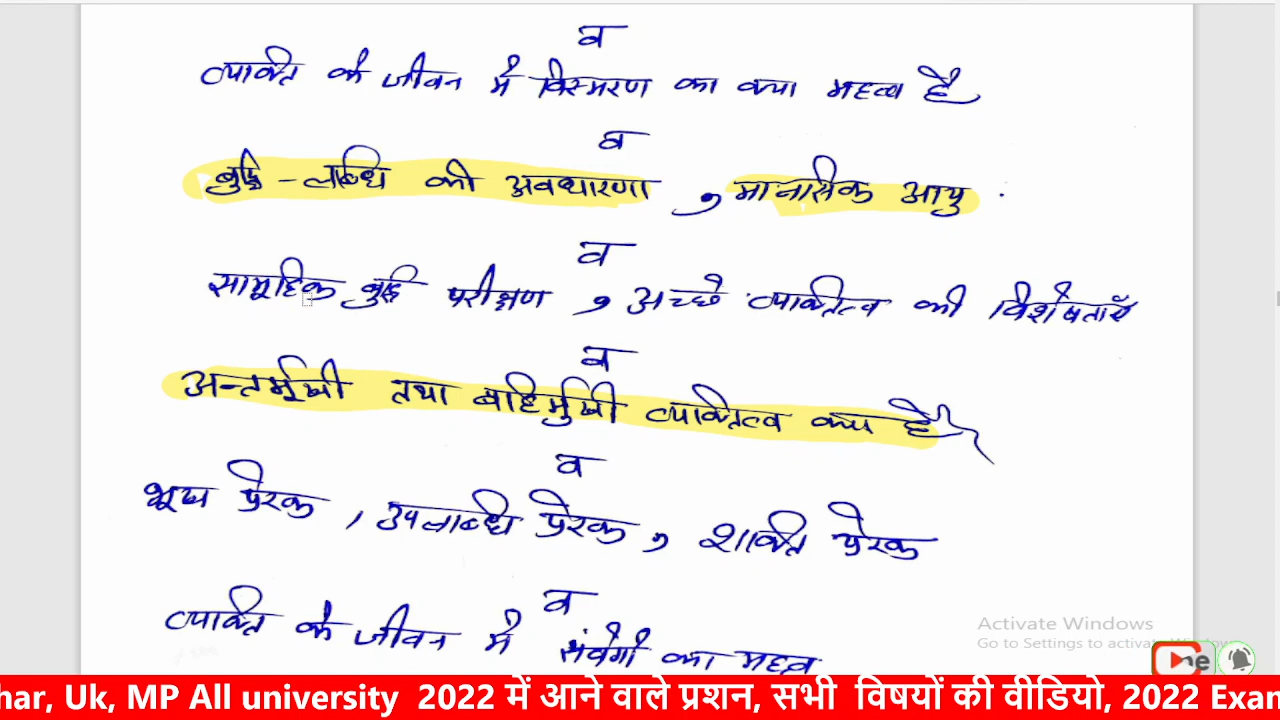 व
व्यक्ति के जीवन में विस्मरण का क्या महत्व है
व
बुद्धि-लब्धि की अवधारणा , मानसिक आयु .
व
सामूहिक बुद्धि परीक्षण , अच्छे व्यक्तित्व की विशेषताएँ
व
अन्तर्मूखी तथा बहिर्मुखी व्यक्तित्व क्या है
व
भूख प्रेरक , उपलब्धि प्रेरक , शक्ति प्रेरक
व
व्यक्ति के जीवन में संवेगों का महत्व
Activate Windows
Go to Settings to activate Windows
har, Uk, MP All university 2022 में आने वाले प्रशन, सभी विषयों की वीडियो, 2022 Exan